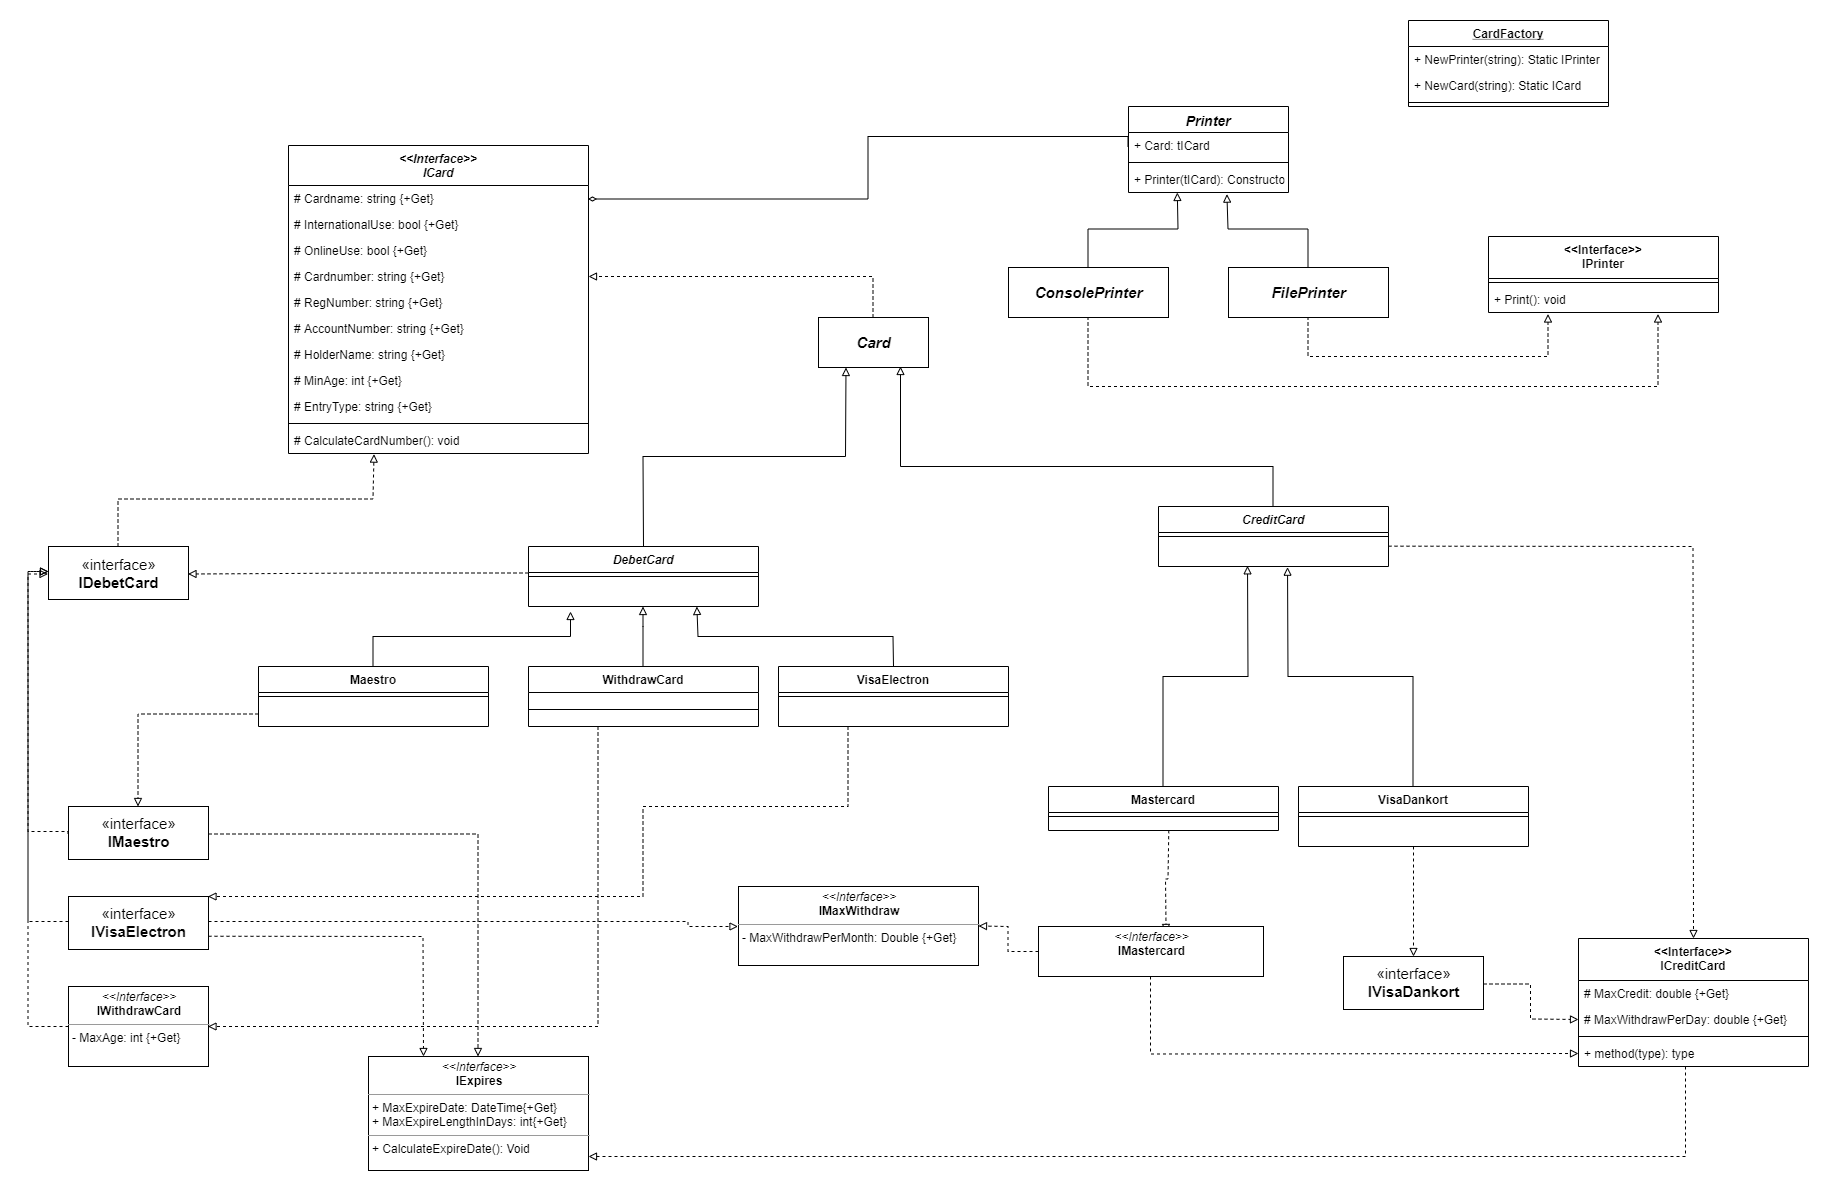 CardFactory
+ NewPrinter(string): Static IPrinter
+ NewCard(string): Static ICard
Printer
+ Card: tICard
+ Printer(tICard): Constructo
<<Interface>>
ICard
# Cardname: string {+Get}
# InternationalUse: bool {+Get}
# OnlineUse: bool {+Get}
# Cardnumber: string {+Get}
# RegNumber: string {+Get}
# AccountNumber: string {+Get}
# HolderName: string {+Get}
# MinAge: int {+Get}
# EntryType: string {+Get}
# CalculateCardNumber(): void
<<Interface>>
IPrinter
+ Print(): void
ConsolePrinter
FilePrinter
Card
CreditCard
DebetCard
«interface»
IDebetCard
Maestro
WithdrawCard
VisaElectron
Mastercard
VisaDankort
«interface»
IMaestro
«interface»
IVisaElectron
<<Interface>>
IMaxWithdraw
- MaxWithdrawPerMonth: Double {+Get}
<<Interface>>
IMastercard
«interface»
IVisaDankort
<<Interface>>
ICreditCard
# MaxCredit: double {+Get}
# MaxWithdrawPerDay: double {+Get}
+ method(type): type
<<Interface>>
IWithdrawCard
- MaxAge: int {+Get}
<<Interface>>
IExpires
+ MaxExpireDate: DateTime{+Get}
+ MaxExpireLengthInDays: int{+Get}
+ CalculateExpireDate(): Void